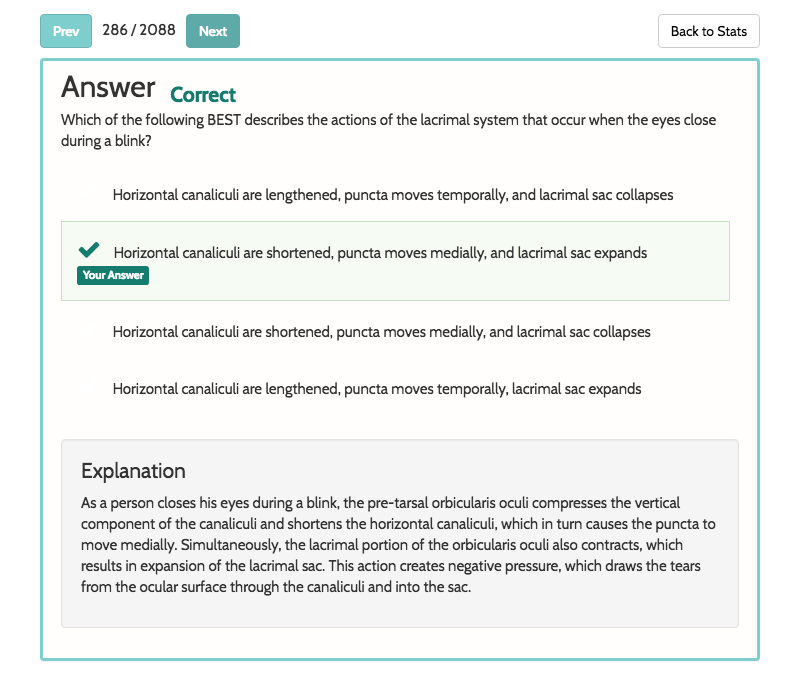 Prev 286 / 2088 Next Back to Stats
Answer Correct
Which of the following BEST describes the actions of the lacrimal system that occur when the eyes close
during a blink?
Horizontal canaliculi are lengthened, puncta moves temporally, and lacrimal sac collapses
Horizontal canaliculi are shortened, puncta moves medially, and lacrimal sac expands
Your Answer
Horizontal canaliculi are shortened, puncta moves medially, and lacrimal sac collapses
Horizontal canaliculi are lengthened, puncta moves temporally, lacrimal sac expands
Explanation
As a person closes his eyes during a blink, the pre-tarsal orbicularis oculi compresses the vertical
component of the canaliculi and shortens the horizontal canaliculi, which in turn causes the puncta to
move medially. Simultaneously, the lacrimal portion of the orbicularis oculi also contracts, which
results in expansion of the lacrimal sac. This action creates negative pressure, which draws the tears
from the ocular surface through the canaliculi and into the sac.